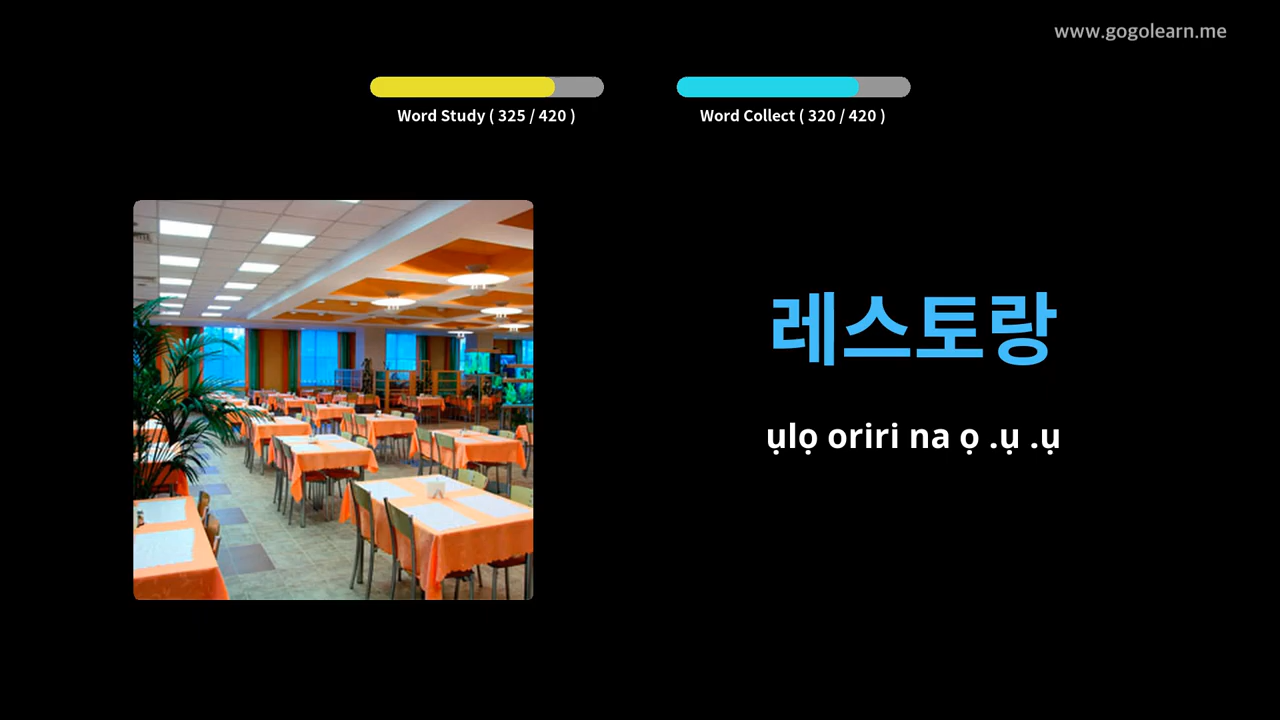 www.gogolearn.me
Word Study ( 325 / 420 )
Word Collect ( 320 / 420 )
레스토랑
ụlọ oriri na ọ .ụ .ụ